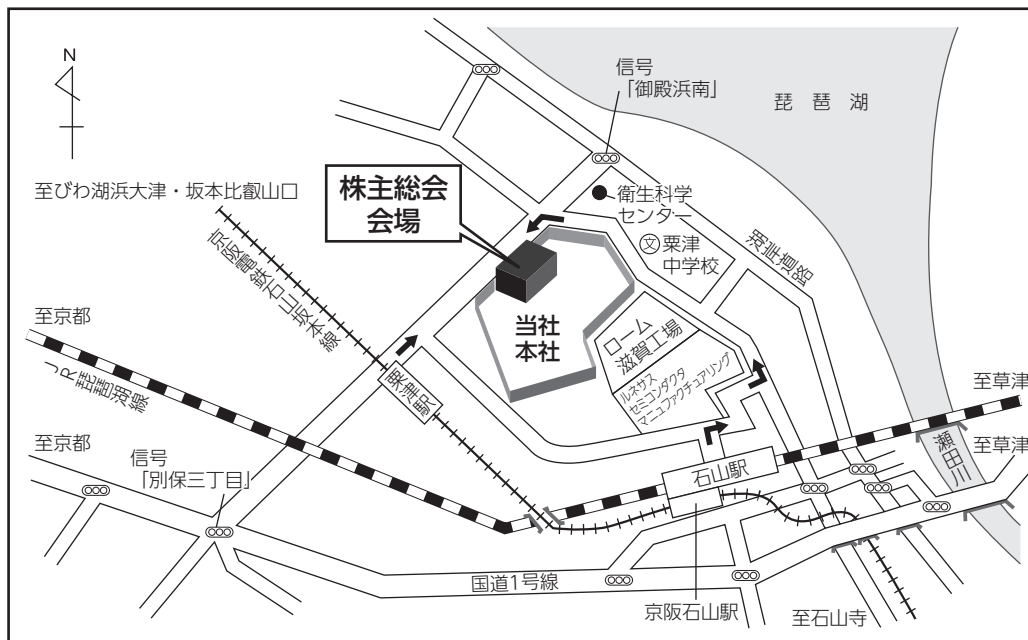 N
信号
「御殿浜南」
琵琶湖
至びわ湖浜大津・坂本比叡山口
株主総会
会場
衛生科学
センター
文
粟津
中学校
湖岸道路
京阪電鉄石山坂本線
当社
本社
ローム
滋賀工場
ルネサス
セミコンダクタ
マニュファクチュアリング
至京都
JR琵琶湖線
粟津駅
至草津
至京都
信号
「別保三丁目」
石山駅
瀬田川
至草津
国道1号線
京阪石山駅
至石山寺